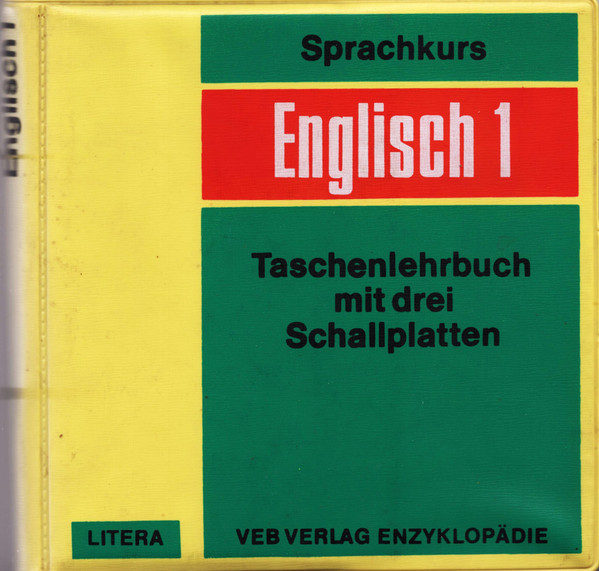 Englisch 1
Sprachkurs
Englisch 1
Taschenlehrbuch
mit drei
Schallplatten
LITERA
VEB VERLAG ENZYKLOPÄDIE